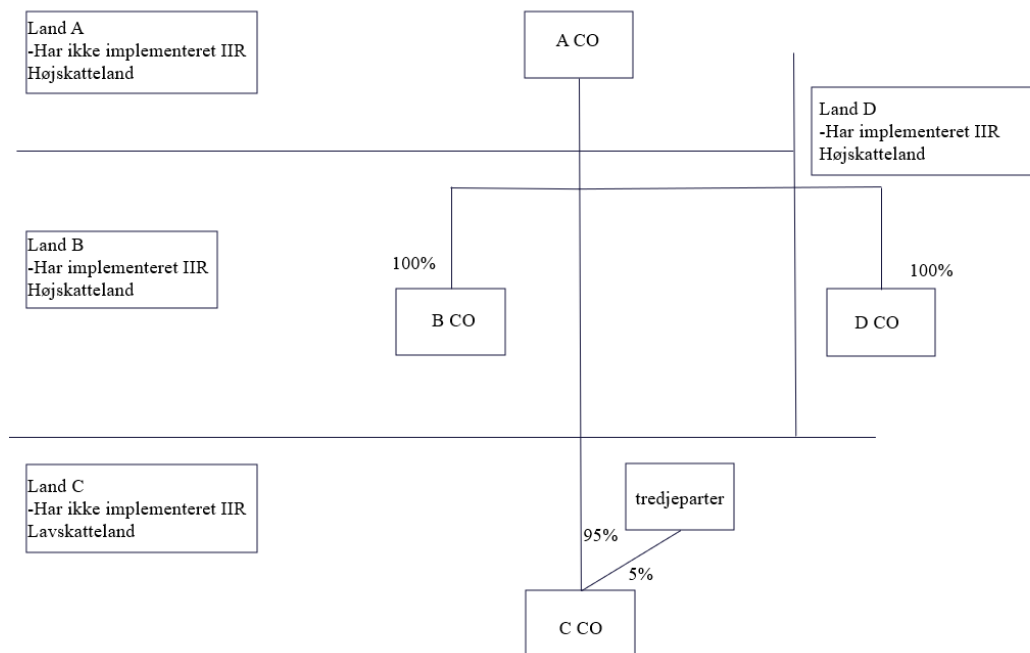 Land A
-Har ikke implementeret IIR
Højskatteland
A CO
Land D
-Har implementeret IIR
Højskatteland
Land B
-Har implementeret IIR
Højskatteland
100%
100%
B CO
D CO
Land C
-Har ikke implementeret IIR
Lavskatteland
tredjeparter
95%
5%
C CO